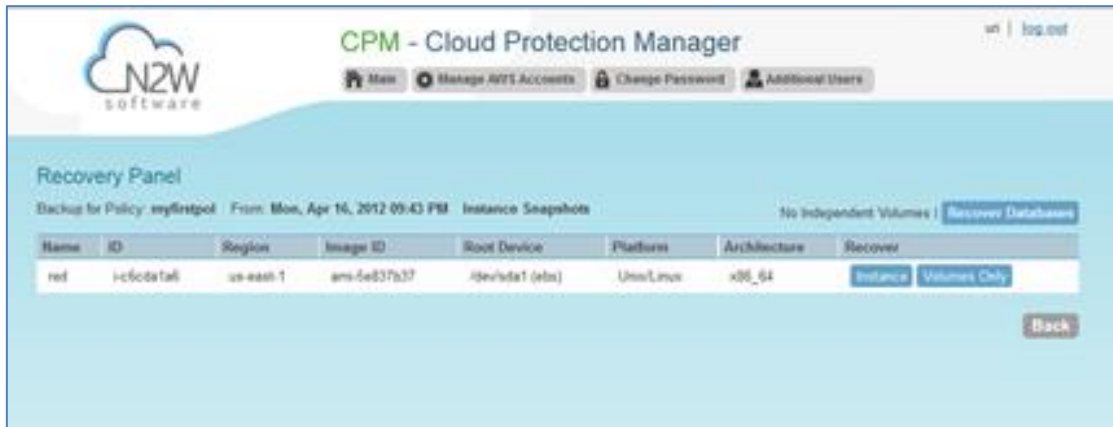 N2W
software
CPM - Cloud Protection Manager
log out
Main Manage AWS Accounts Change Password Additional Users
Recovery Panel
Backup for Policy: myfirstpol From: Mon, Apr 16, 2012 09:43 PM Instance Snapshots
No Independent Volumes | Recover Databases
Name ID Region Image ID Root Device Platform Architecture Recover
red i-c6cda1a6 us-east-1 ami-5e837b37 /dev/sda1 (ebs) Unix/Linux x86_64 Instance Volumes Only
Back